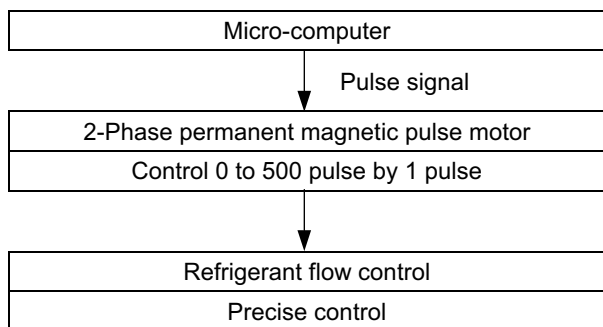 Micro-computer
Pulse signal
2-Phase permanent magnetic pulse motor
Control 0 to 500 pulse by 1 pulse
Refrigerant flow control
Precise control